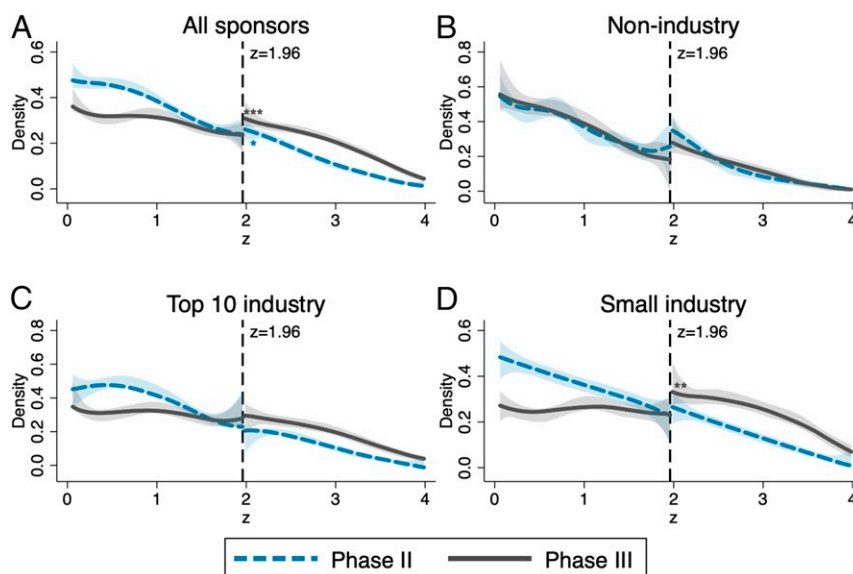 A
All sponsors
z=1.96
Density
0.6
0.4
0.2
0.0
***
*
0 1 2 3 4
z
B
Non-industry
z=1.96
Density
0.8
0.6
0.4
0.2
0.0
0 1 2 3 4
z
C
Top 10 industry
z=1.96
Density
0.8
0.6
0.4
0.2
0.0
0 1 2 3 4
z
D
Small industry
z=1.96
Density
0.6
0.4
0.2
0.0
**
0 1 2 3 4
z
Phase II Phase III